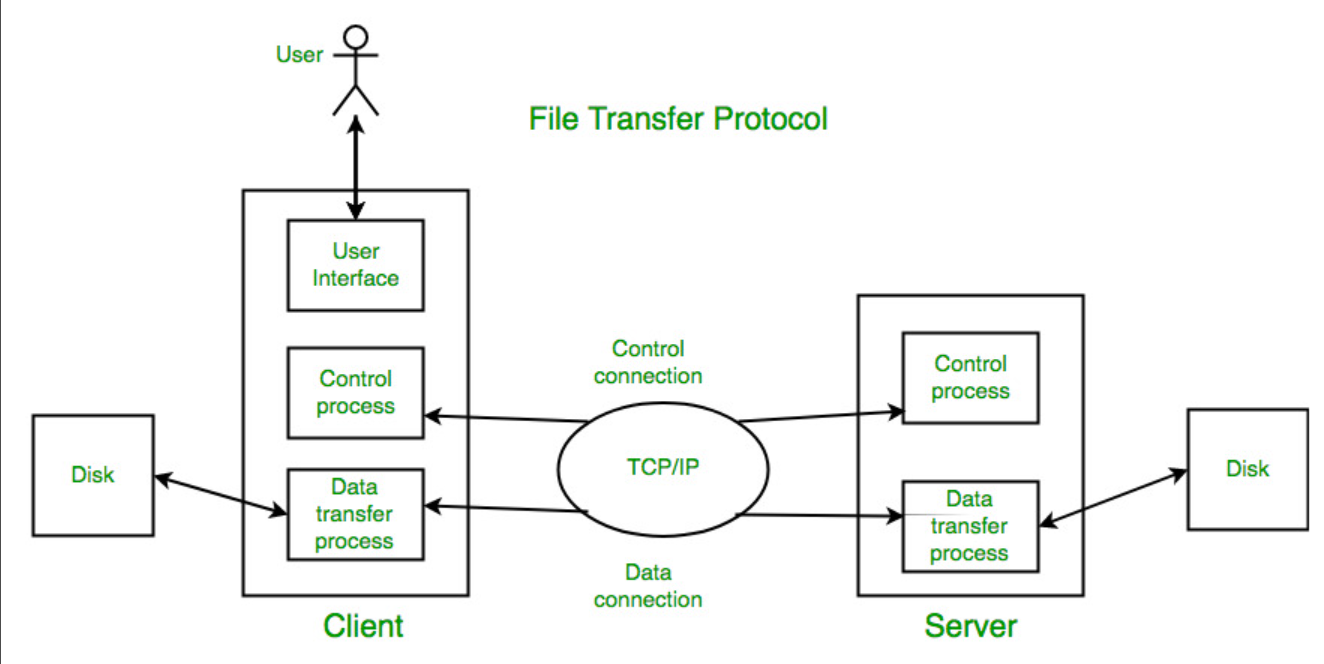 User
File Transfer Protocol
User
Interface
Control
process
Data
transfer
process
Disk
Client
Control
connection
TCP/IP
Data
connection
Control
process
Data
transfer
process
Disk
Server